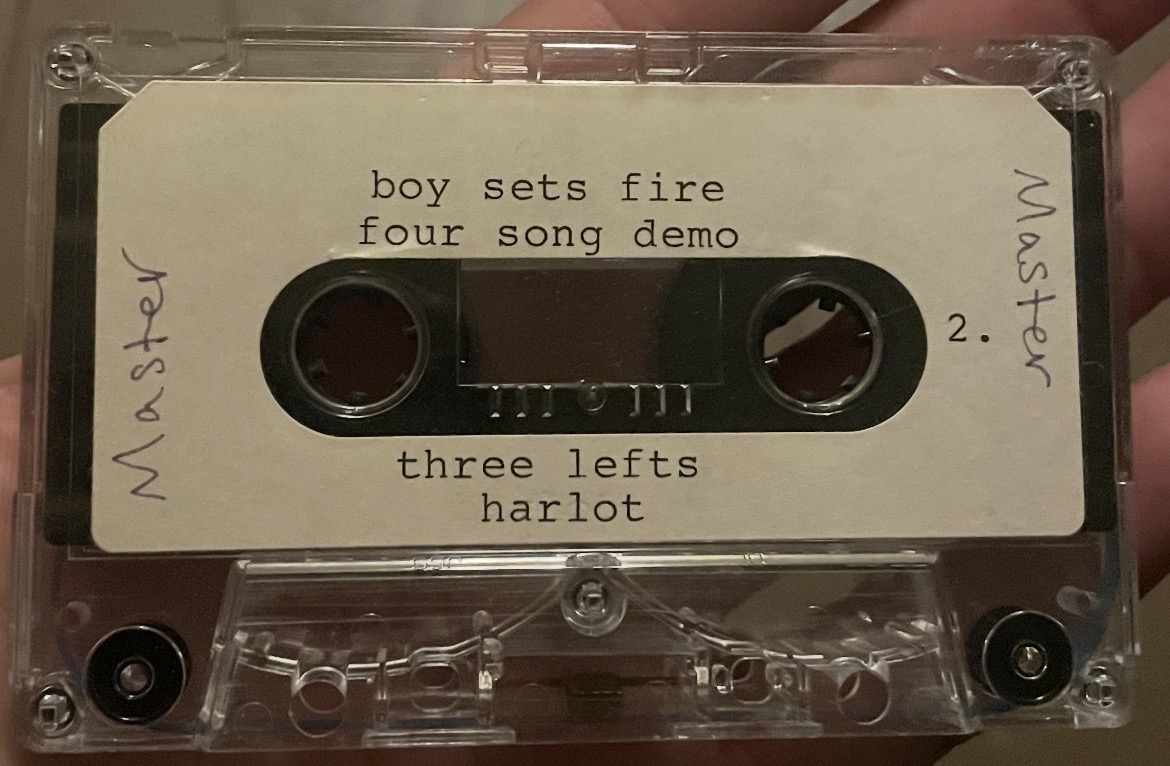 boy sets fire
four song demo
Master
2.
Master
three lefts
harlot